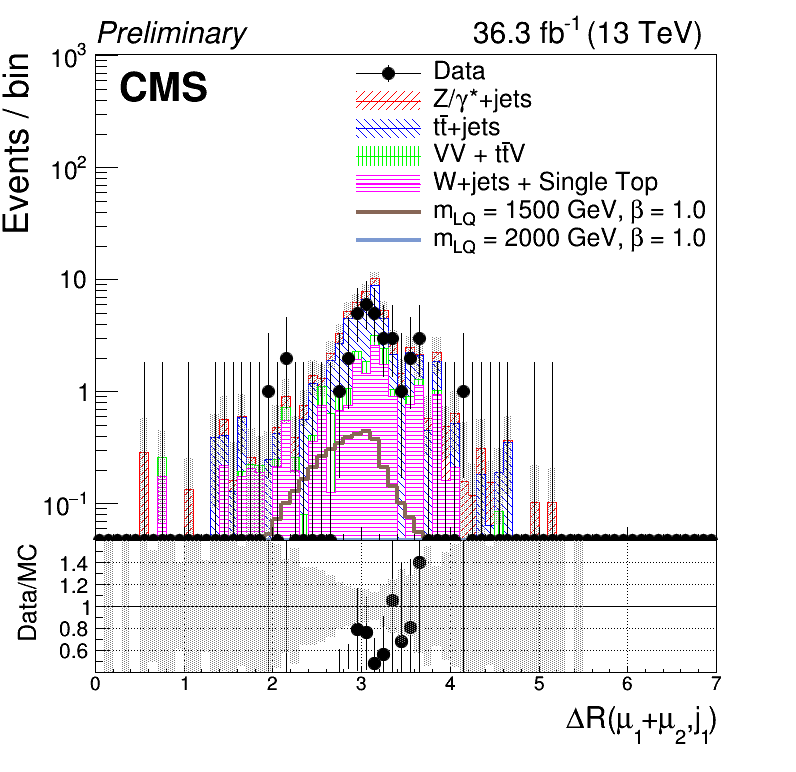 Preliminary 36.3 fb⁻¹ (13 TeV)
CMS
Events / bin
10³
10²
10
1
10⁻¹
Data
Z/γ*+jets
tt̄+jets
VV + tt̄V
W+jets + Single Top
m_LQ = 1500 GeV, β = 1.0
m_LQ = 2000 GeV, β = 1.0
Data/MC
1.4
1.2
1
0.8
0.6
0 1 2 3 4 5 6 7
ΔR(μ₁+μ₂,j₁)